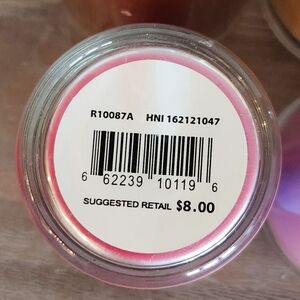 R10087A HNI 162121047
6 62239 10119 6
SUGGESTED RETAIL $8.00